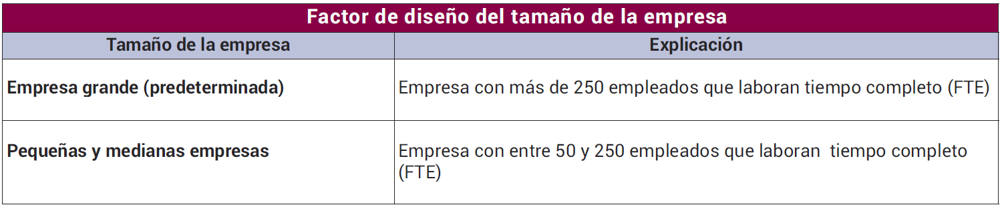 Factor de diseño del tamaño de la empresa
Tamaño de la empresa Explicación
Empresa grande (predeterminada) Empresa con más de 250 empleados que laboran tiempo completo (FTE)
Pequeñas y medianas empresas Empresa con entre 50 y 250 empleados que laboran tiempo completo
(FTE)